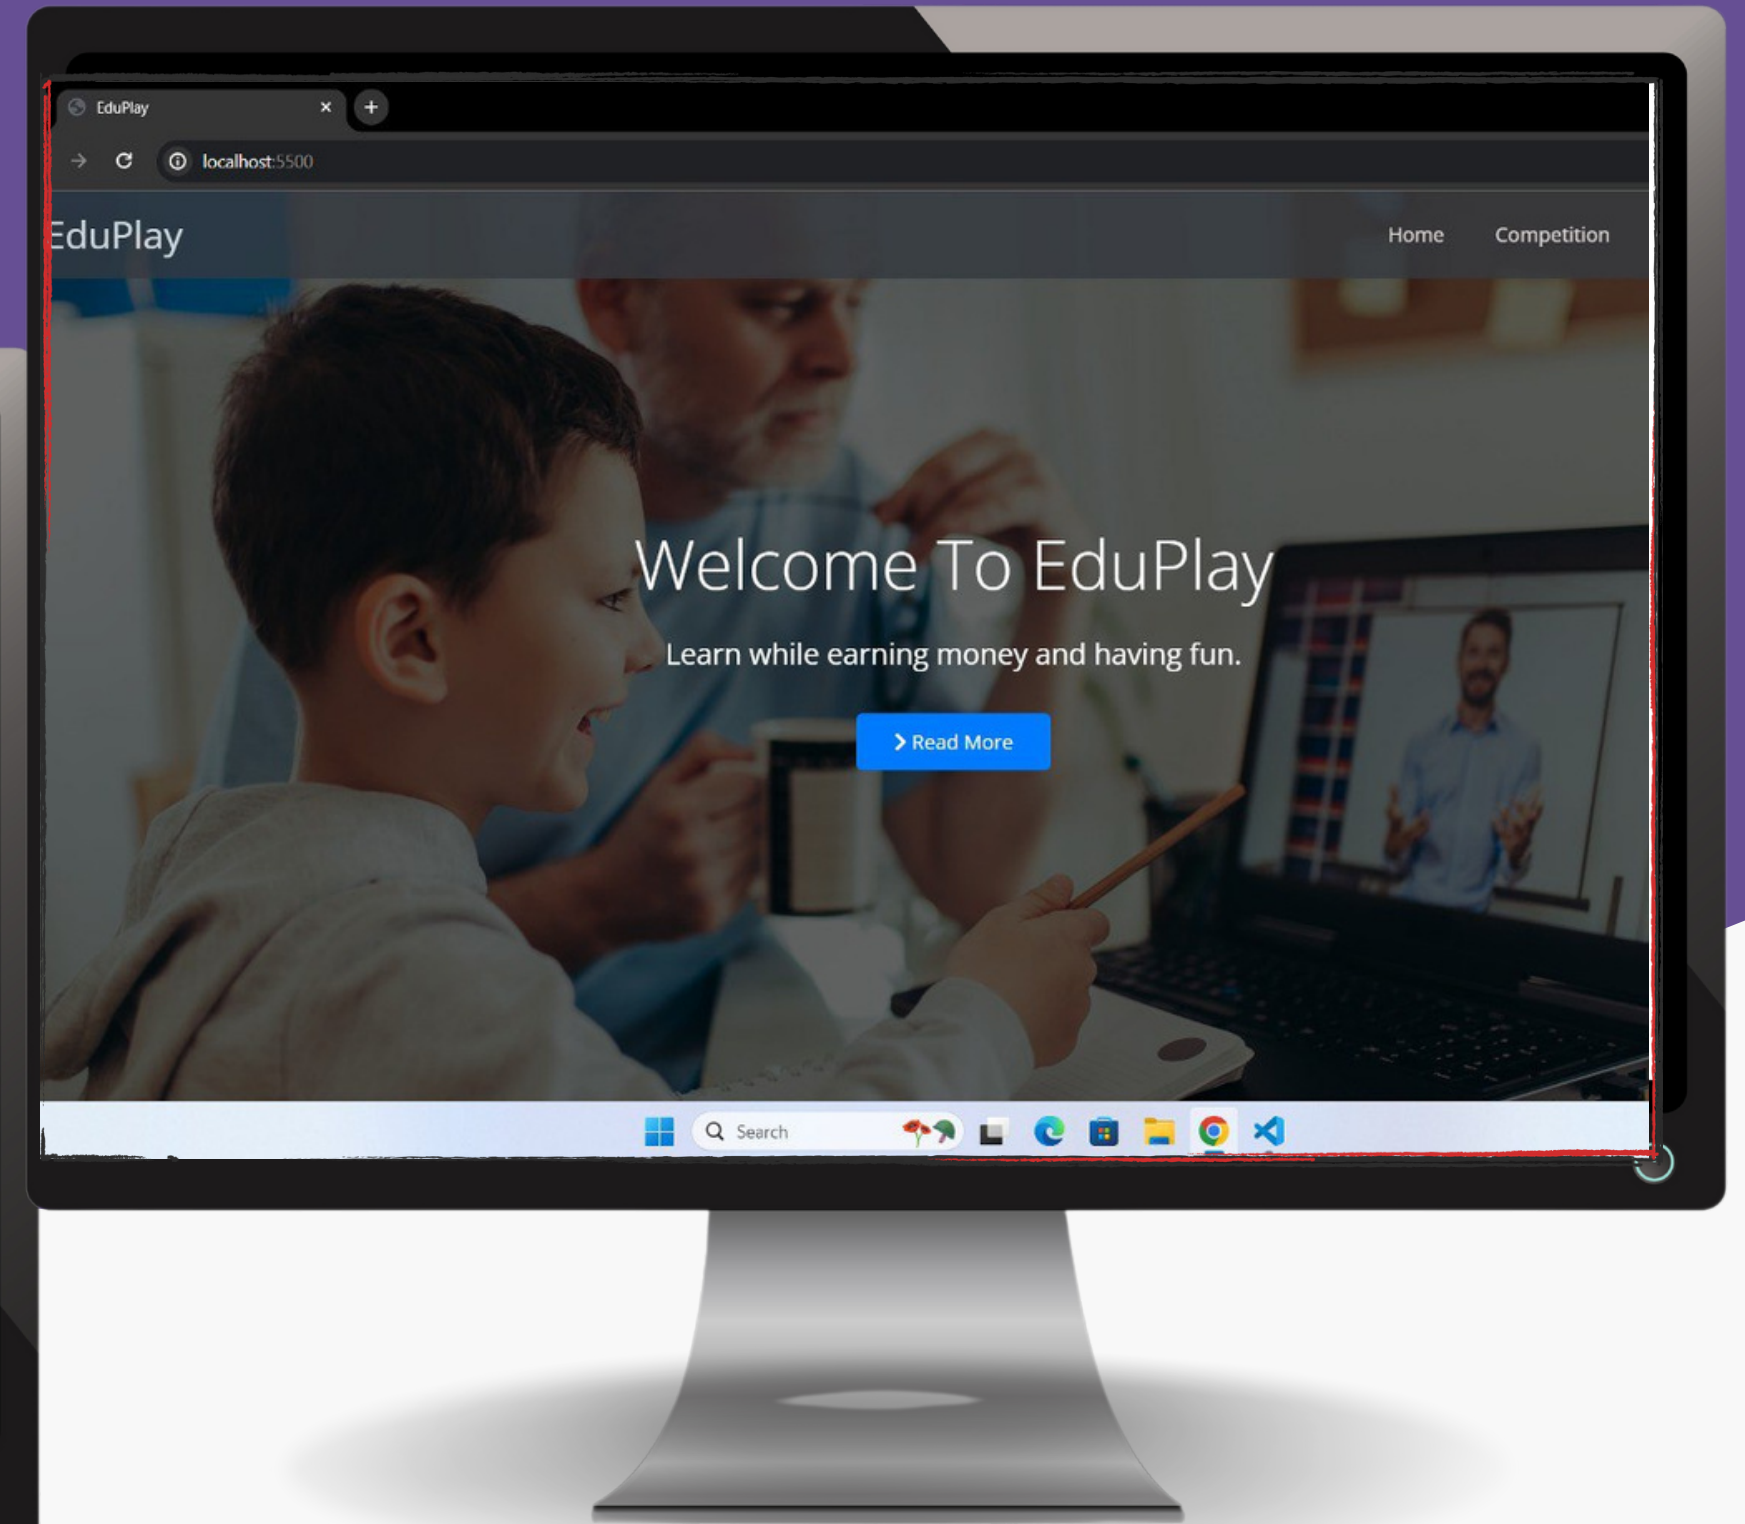 EduPlay
localhost:5500
EduPlay
Home
Competition
Welcome To EduPlay
Learn while earning money and having fun.
Read More
Search